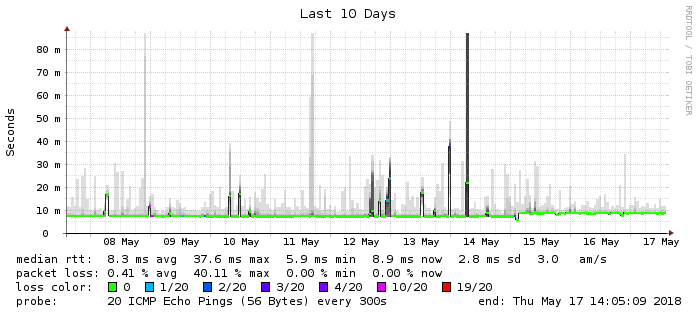 Last 10 Days
RRDTOOL / TOBI OETIKER
Seconds
80 m
70 m
60 m
50 m
40 m
30 m
20 m
10 m
0
08 May 09 May 10 May 11 May 12 May 13 May 14 May 15 May 16 May 17 May
median rtt: 8.3 ms avg 37.6 ms max 5.9 ms min 8.9 ms now 2.8 ms sd 3.0 am/s
packet loss: 0.41 % avg 40.11 % max 0.00 % min 0.00 % now
loss color: 0 1/20 2/20 3/20 4/20 10/20 19/20
probe: 20 ICMP Echo Pings (56 Bytes) every 300s end: Thu May 17 14:05:09 2018